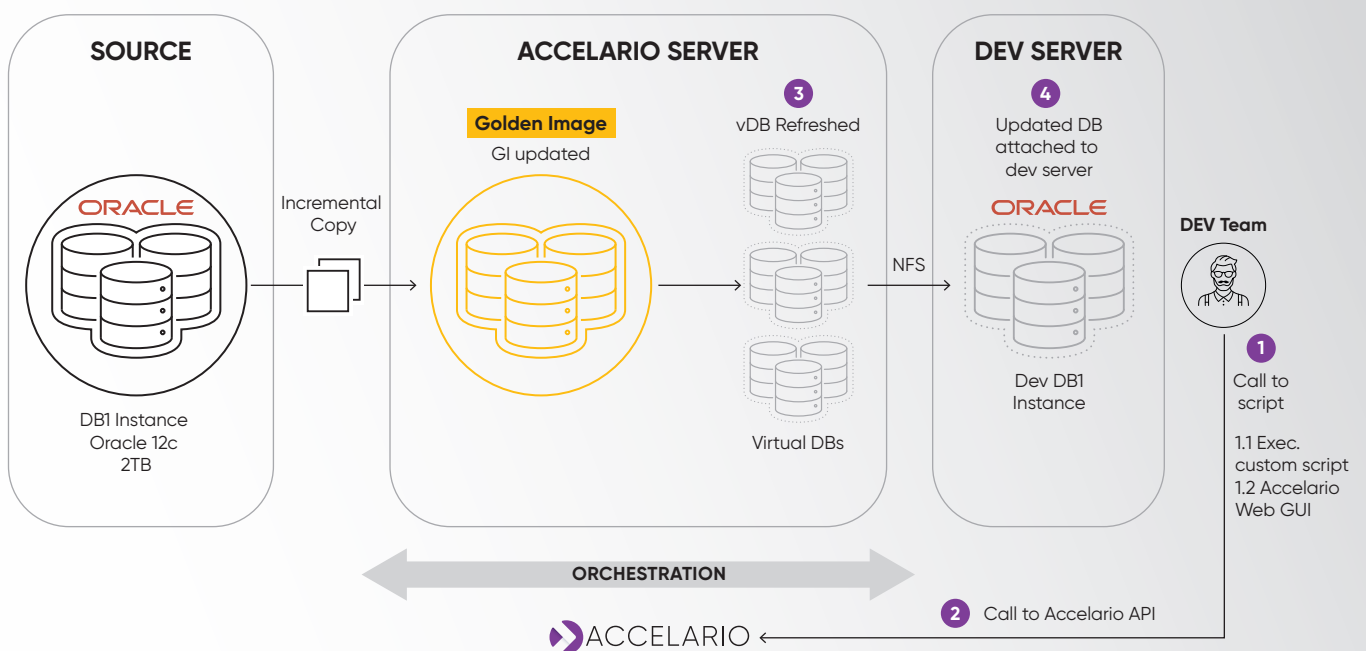 SOURCE
ORACLE
DB1 Instance
Oracle 12c
2TB
Incremental
Copy
ACCELARIO SERVER
Golden Image
GI updated
3
vDB Refreshed
Virtual DBs
NFS
DEV SERVER
4
Updated DB
attached to
dev server
ORACLE
Dev DB1
Instance
DEV Team
1
Call to
script
1.1 Exec.
custom script
1.2 Accelario
Web GUI
ORCHESTRATION
2 Call to Accelario API
ACCELARIO